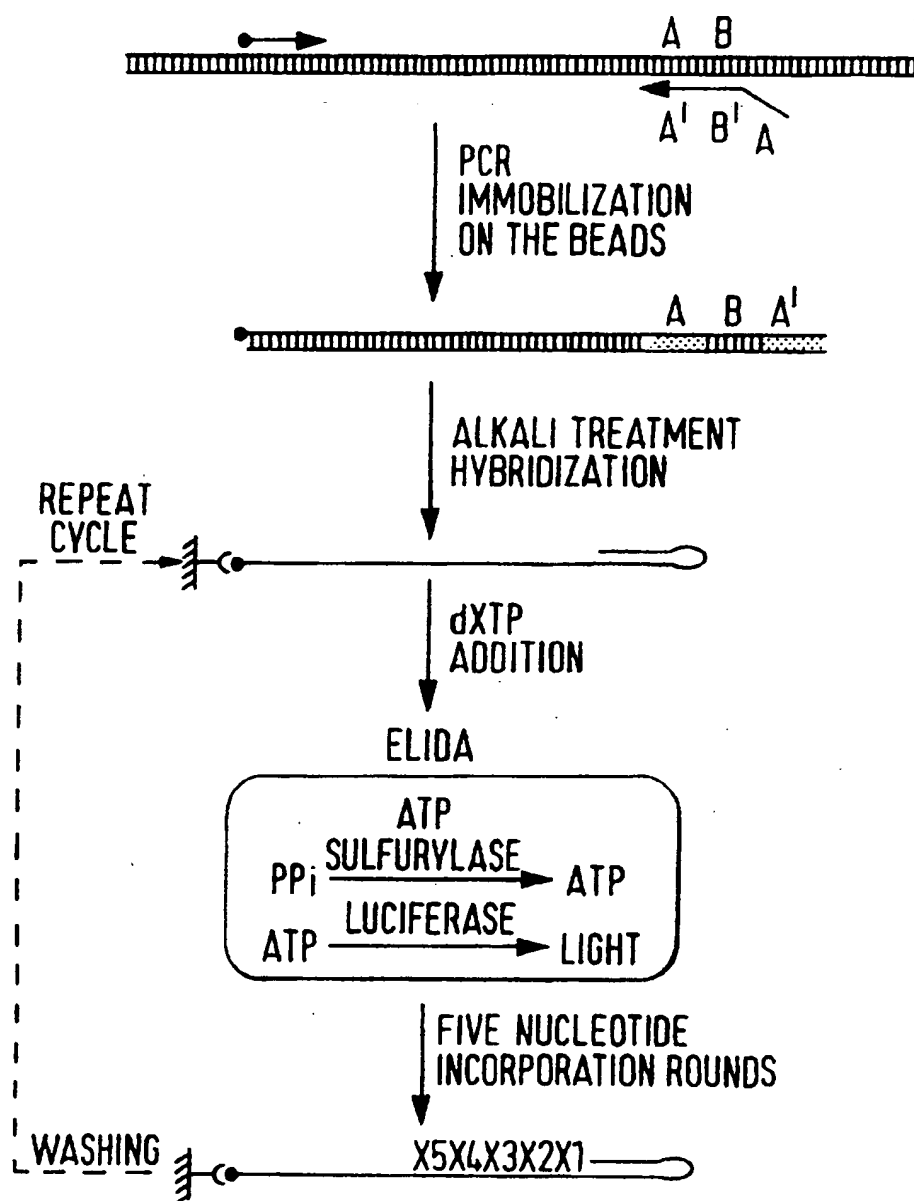 A B
A' B' A
PCR
IMMOBILIZATION
ON THE BEADS
A B A'
ALKALI TREATMENT
HYBRIDIZATION
REPEAT
CYCLE
dXTP
ADDITION
ELIDA
ATP
SULFURYLASE
PPi ATP
LUCIFERASE
ATP LIGHT
FIVE NUCLEOTIDE
INCORPORATION ROUNDS
WASHING
X5X4X3X2X1